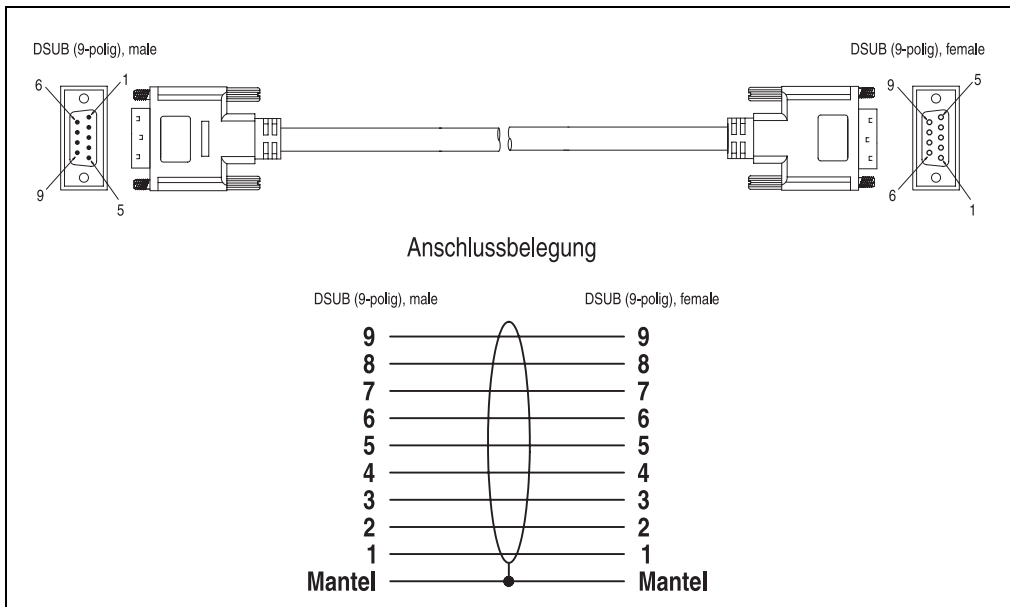 DSUB (9-polig), male
DSUB (9-polig), female
6 1
9 5
9 5
6 1
Anschlussbelegung
DSUB (9-polig), male
DSUB (9-polig), female
9 9
8 8
7 7
6 6
5 5
4 4
3 3
2 2
1 1
Mantel Mantel